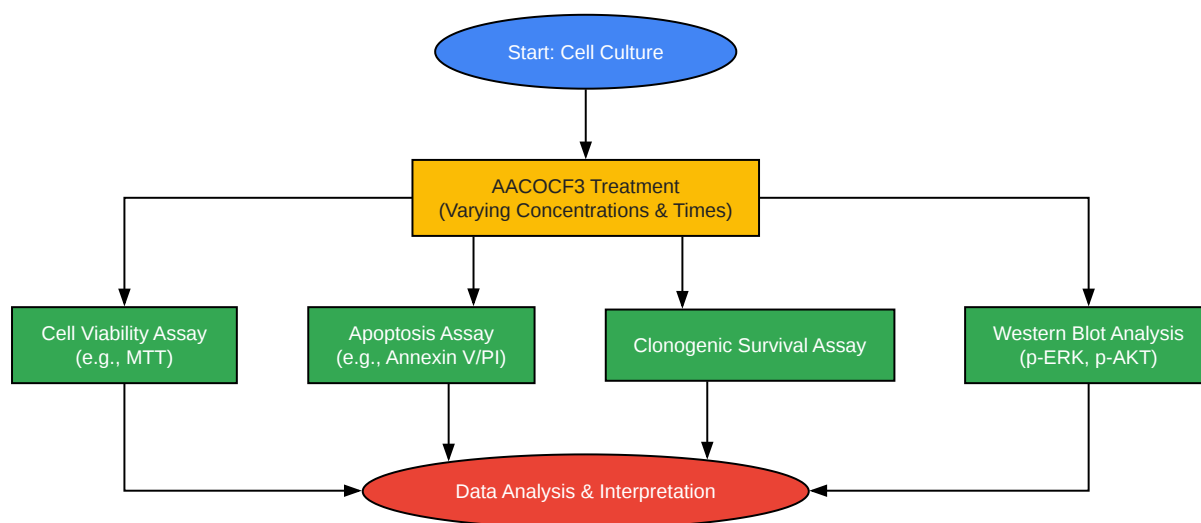 Start: Cell Culture
AACOCF3 Treatment
(Varying Concentrations & Times)
Cell Viability Assay
(e.g., MTT)
Apoptosis Assay
(e.g., Annexin V/PI)
Clonogenic Survival Assay
Western Blot Analysis
(p-ERK, p-AKT)
Data Analysis & Interpretation